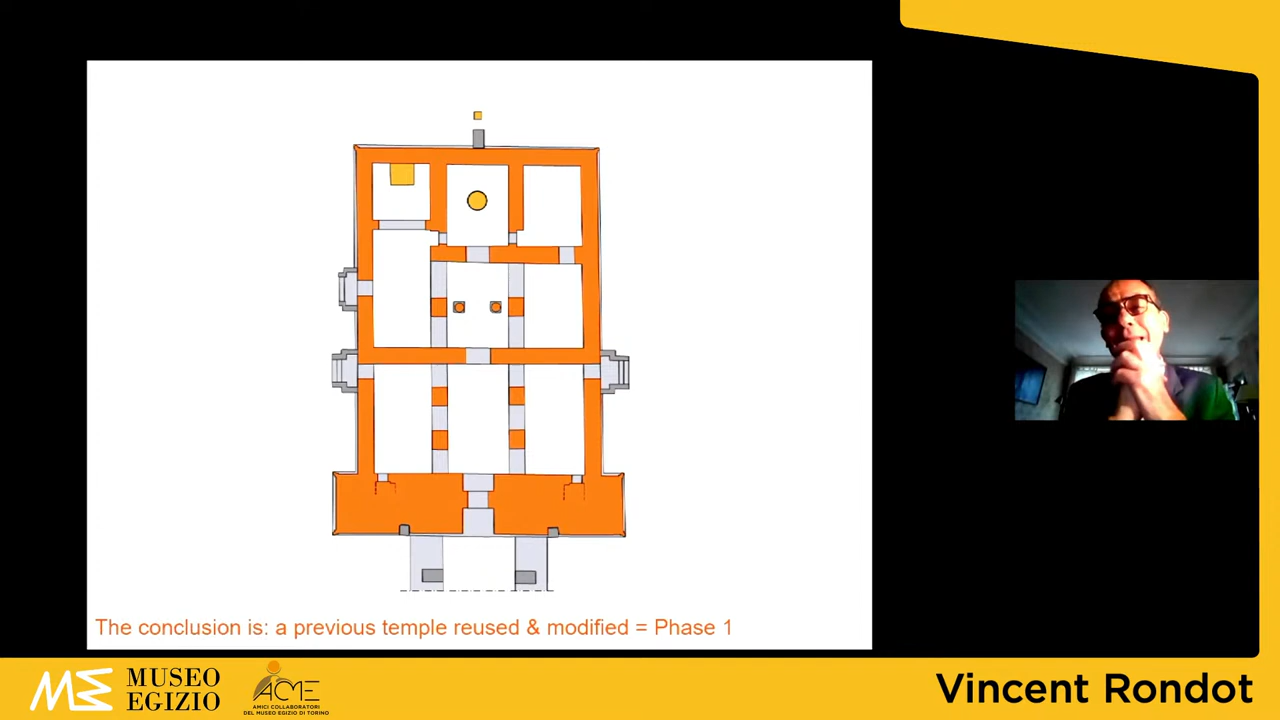 The conclusion is: a previous temple reused & modified = Phase 1
MUSEO
EGIZIO
ACME
AMICI COLLABORATORI
DEL MUSEO EGIZIO DI TORINO
Vincent Rondot